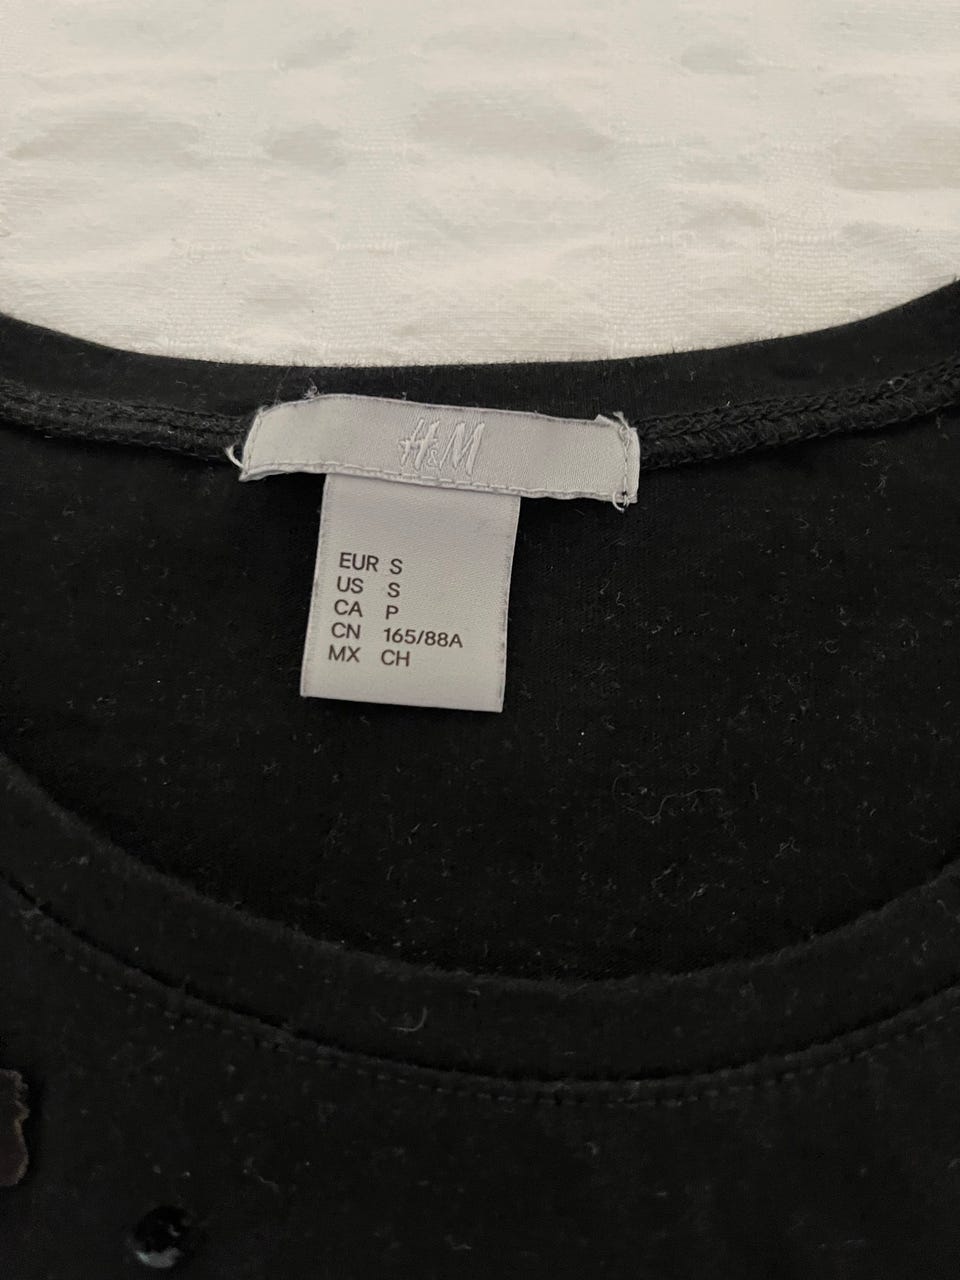 H&M
EUR S
US S
CA P
CN 165/88A
MX CH